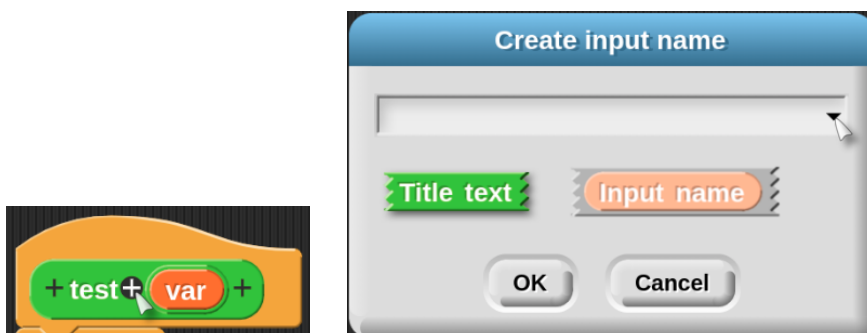 + test + var +
Create input name
Title text
Input name
OK
Cancel